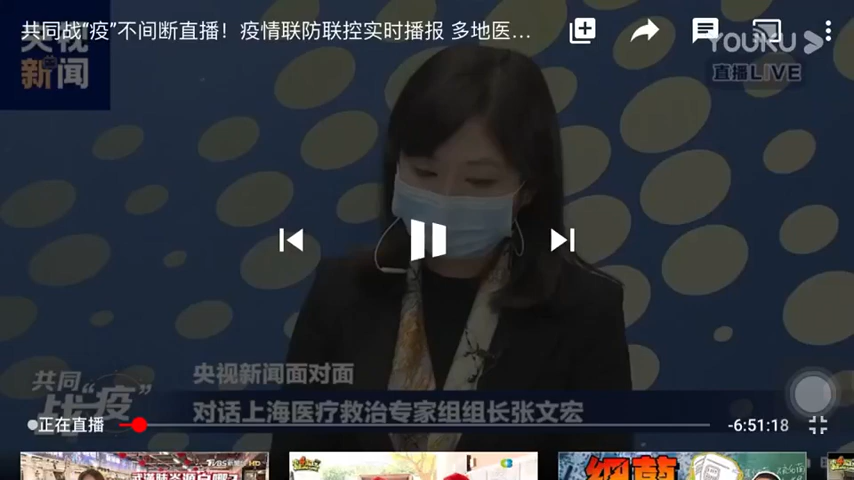 共同战“疫”不间断直播！疫情联防联控实时播报 多地医...
央视
新闻
YOUKU
直播LIVE
共同
战“疫”
央视新闻面对面
对话上海医疗救治专家组组长张文宏
正在直播
-6:51:18